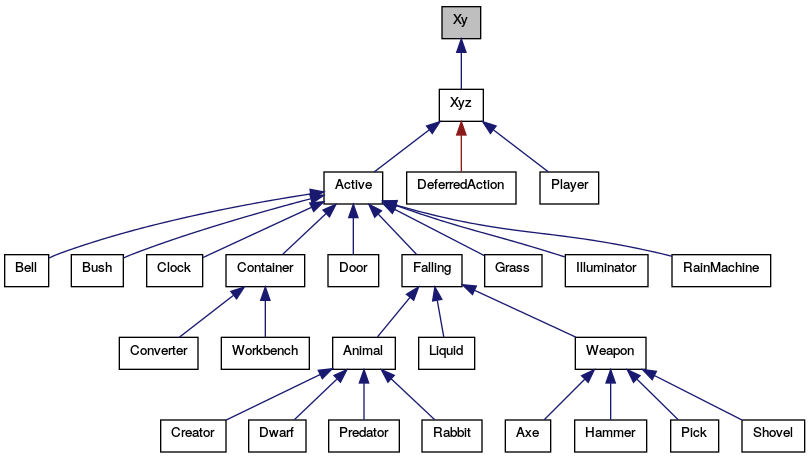 Xy
Xyz
Active
DeferredAction
Player
Bell
Bush
Clock
Container
Door
Falling
Grass
Illuminator
RainMachine
Converter
Workbench
Animal
Liquid
Weapon
Creator
Dwarf
Predator
Rabbit
Axe
Hammer
Pick
Shovel